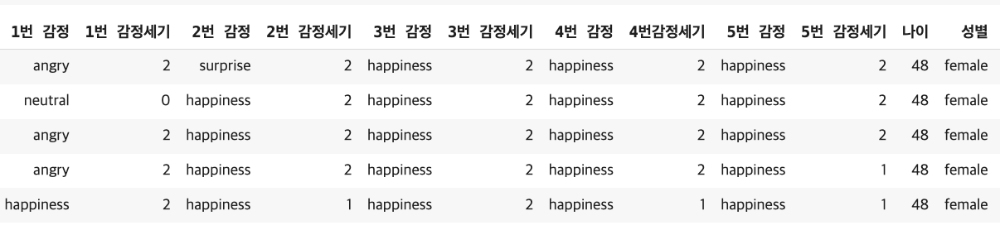 1번 감정 1번 감정세기 2번 감정 2번 감정세기 3번 감정 3번 감정세기 4번 감정 4번감정세기 5번 감정 5번 감정세기 나이 성별
angry 2 surprise 2 happiness 2 happiness 2 happiness 2 48 female
neutral 0 happiness 2 happiness 2 happiness 2 happiness 2 48 female
angry 2 happiness 2 happiness 2 happiness 2 happiness 2 48 female
angry 2 happiness 2 happiness 2 happiness 2 happiness 1 48 female
happiness 2 happiness 1 happiness 2 happiness 1 happiness 1 48 female